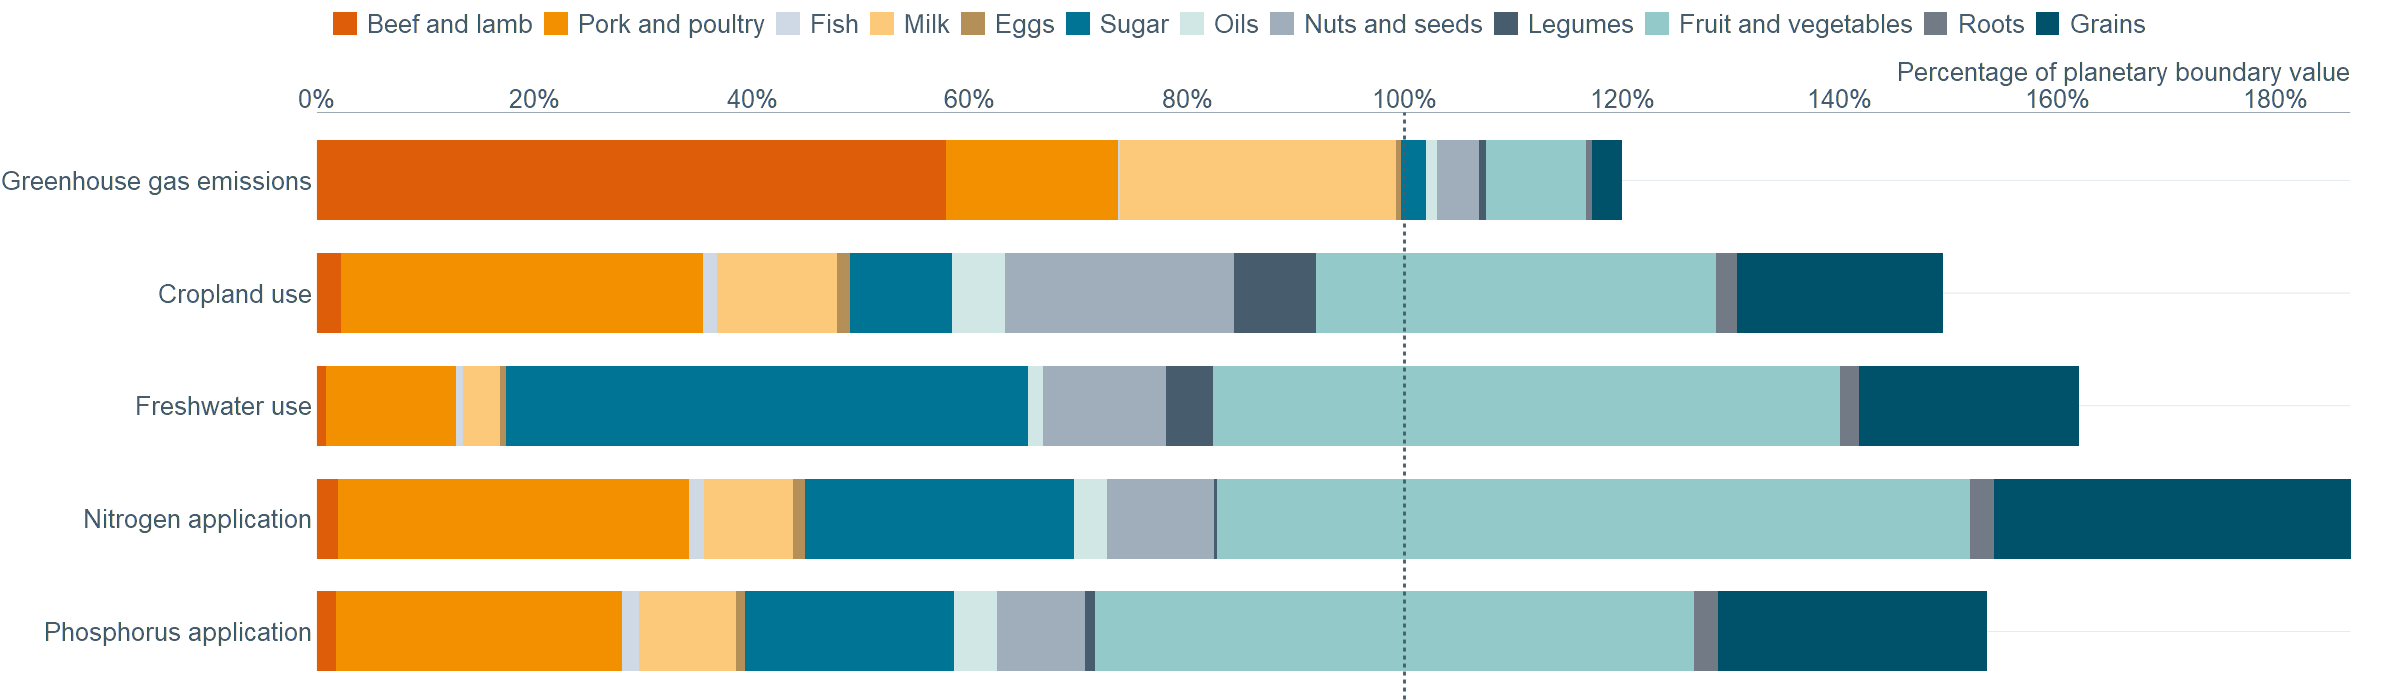 Beef and lamb Pork and poultry Fish Milk Eggs Sugar Oils Nuts and seeds Legumes Fruit and vegetables Roots Grains
Percentage of planetary boundary value
0% 20% 40% 60% 80% 100% 120% 140% 160% 180%
Greenhouse gas emissions
Cropland use
Freshwater use
Nitrogen application
Phosphorus application